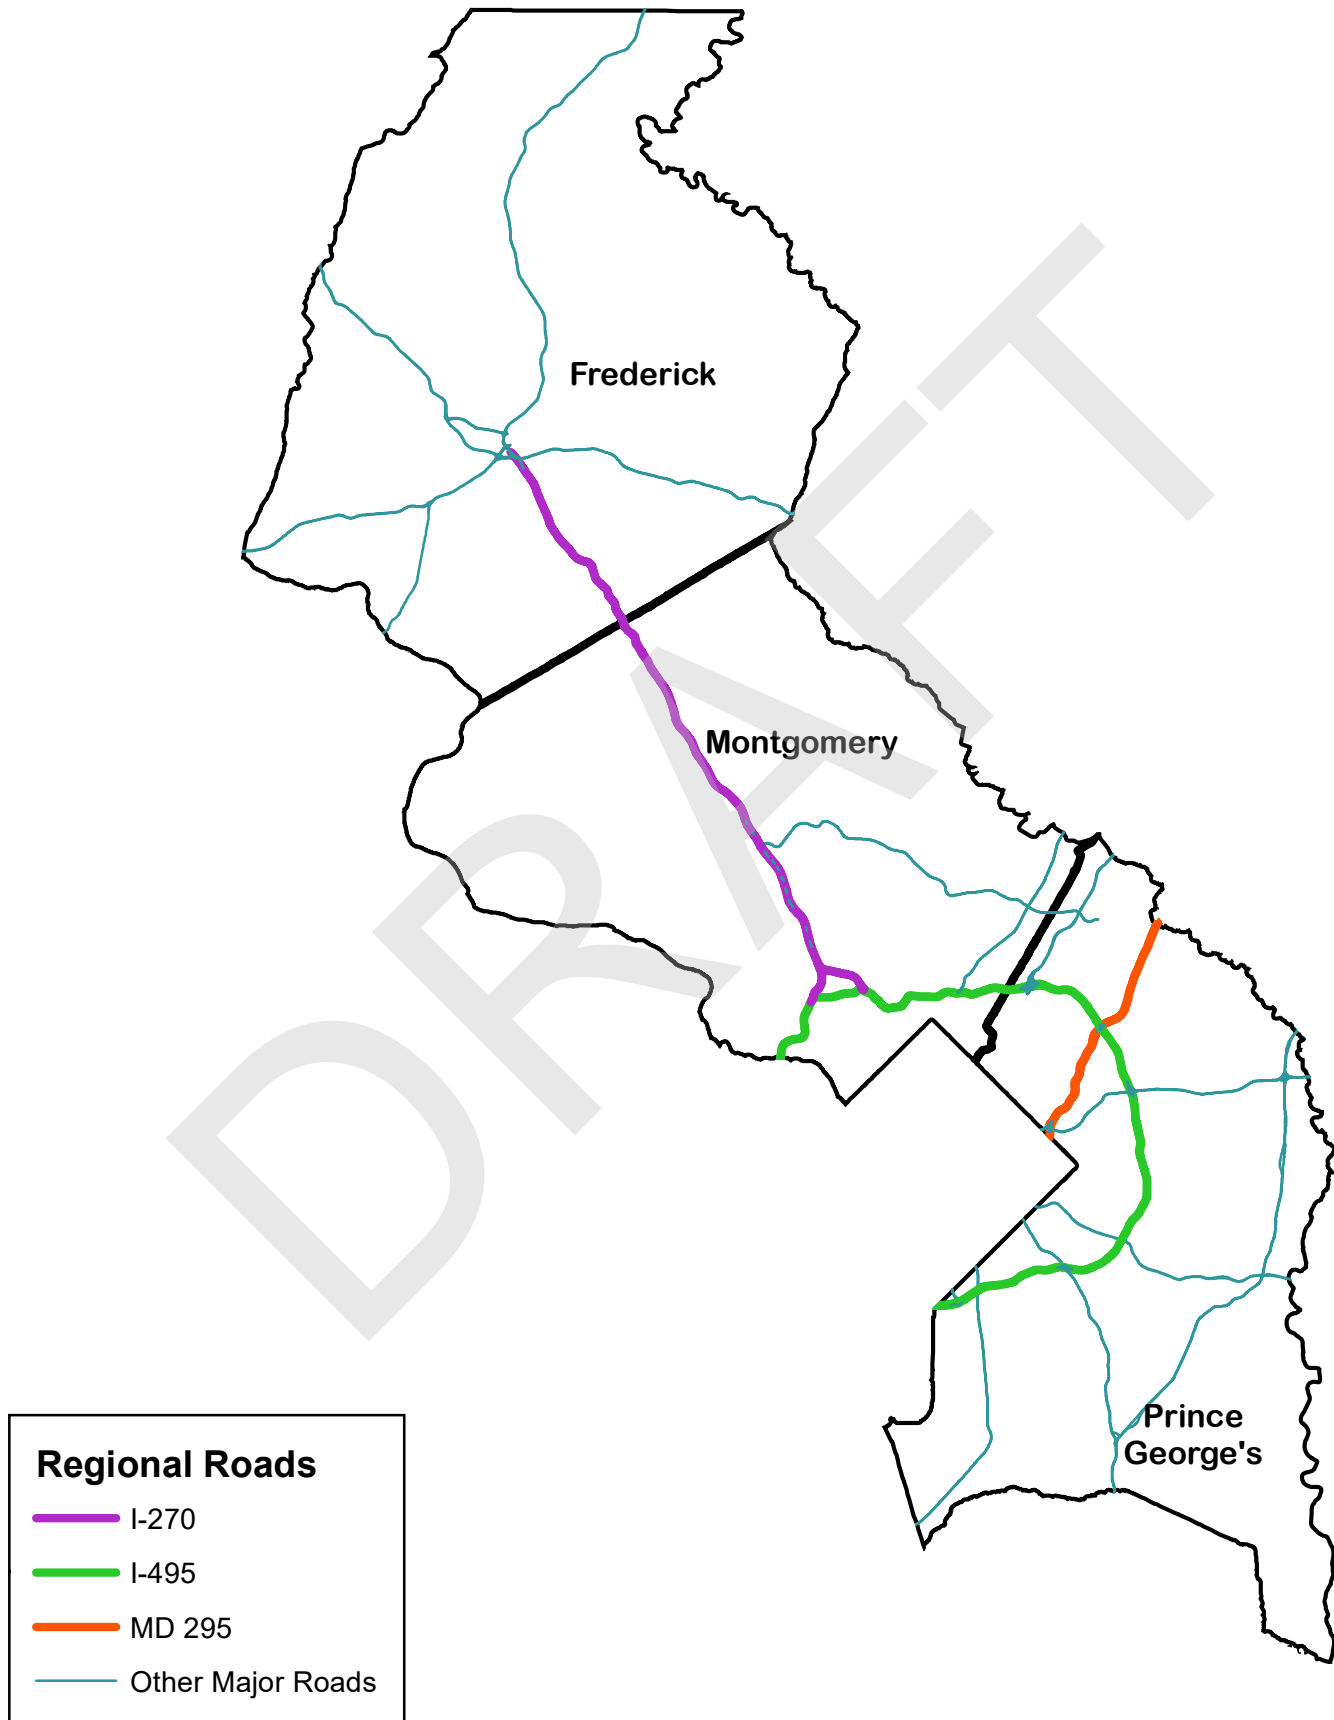 Frederick
Montgomery
DRAFT
Prince
George's
Regional Roads
I-270
I-495
MD 295
Other Major Roads